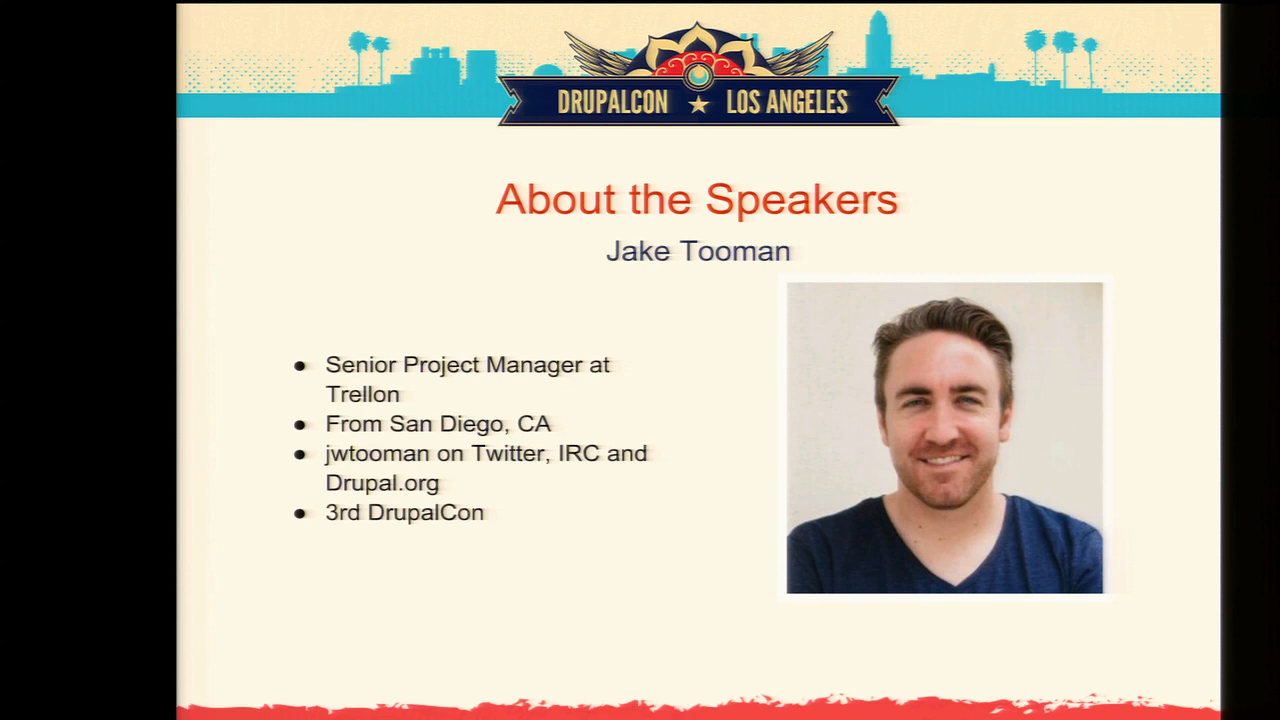 DRUPALCON ★ LOS ANGELES
About the Speakers
Jake Tooman
● Senior Project Manager at
Trellon
● From San Diego, CA
● jwtooman on Twitter, IRC and
Drupal.org
● 3rd DrupalCon